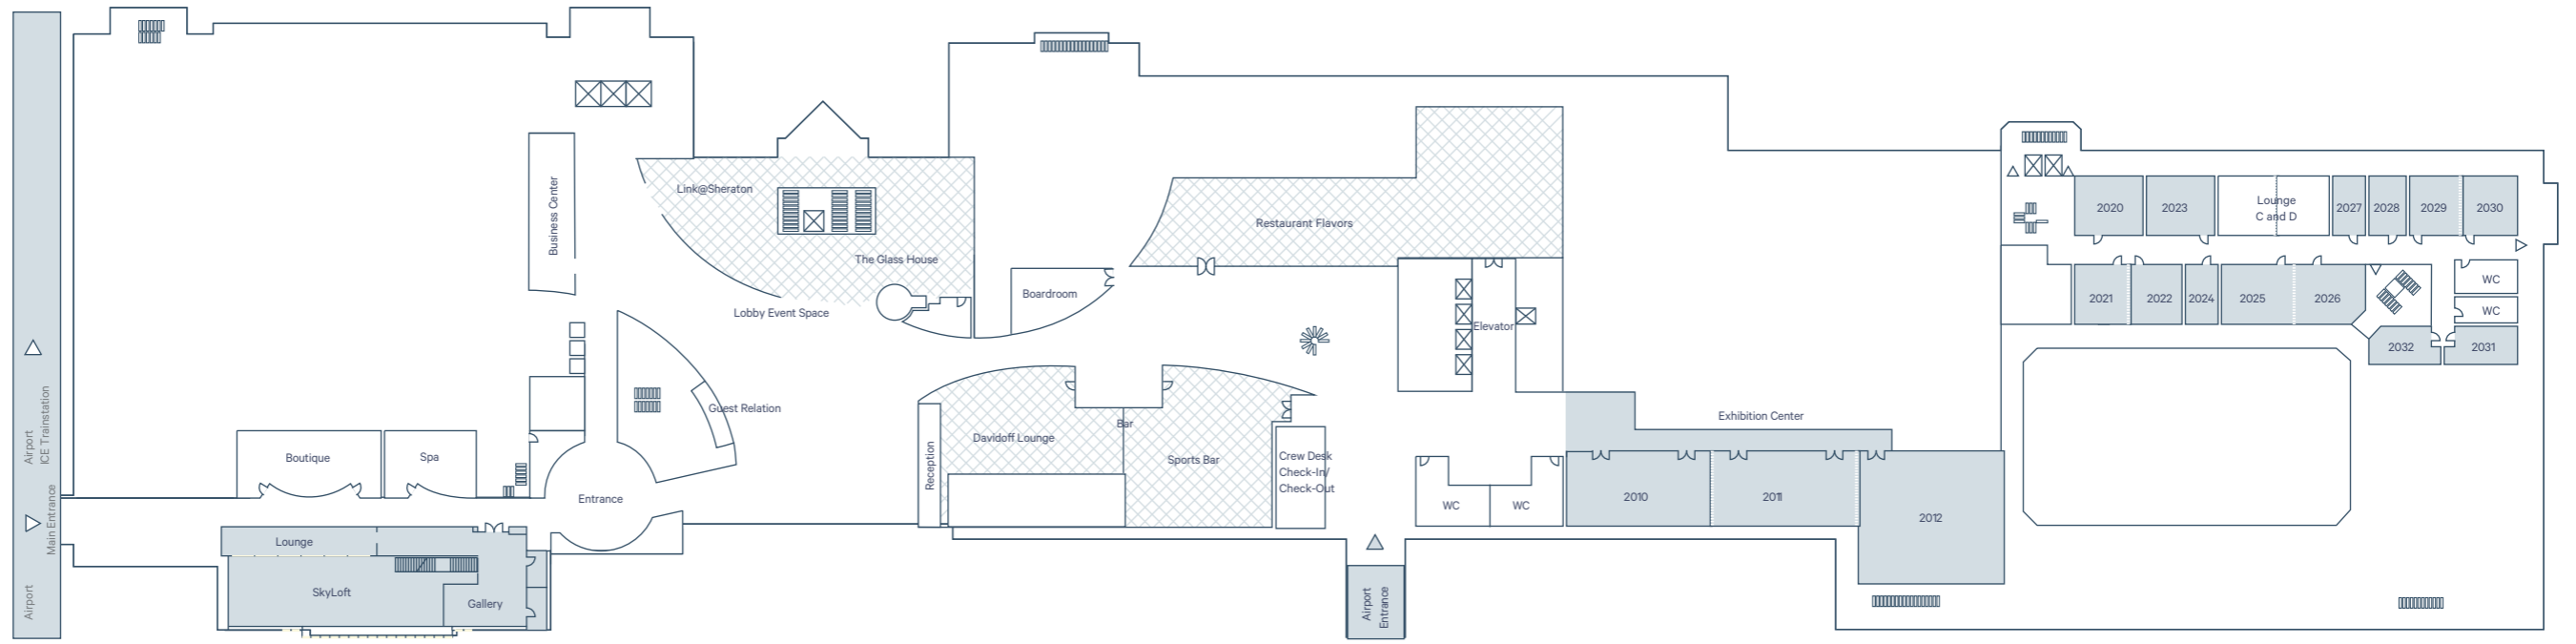 Airport
ICE Trainstation
Main Entrance
Airport
Business Center
Link@Sheraton
The Glass House
Lobby Event Space
Boardroom
Restaurant Flavors
Elevator
Boutique
Spa
Entrance
Guest Relation
Lounge
SkyLoft
Gallery
Reception
Davidoff Lounge
Bar
Sports Bar
Crew Desk
Check-In/
Check-Out
WC
WC
Airport
Entrance
Exhibition Center
2010
2011
2012
2020
2023
Lounge
C and D
2027
2028
2029
2030
2021
2022
2024
2025
2026
WC
WC
2032
2031